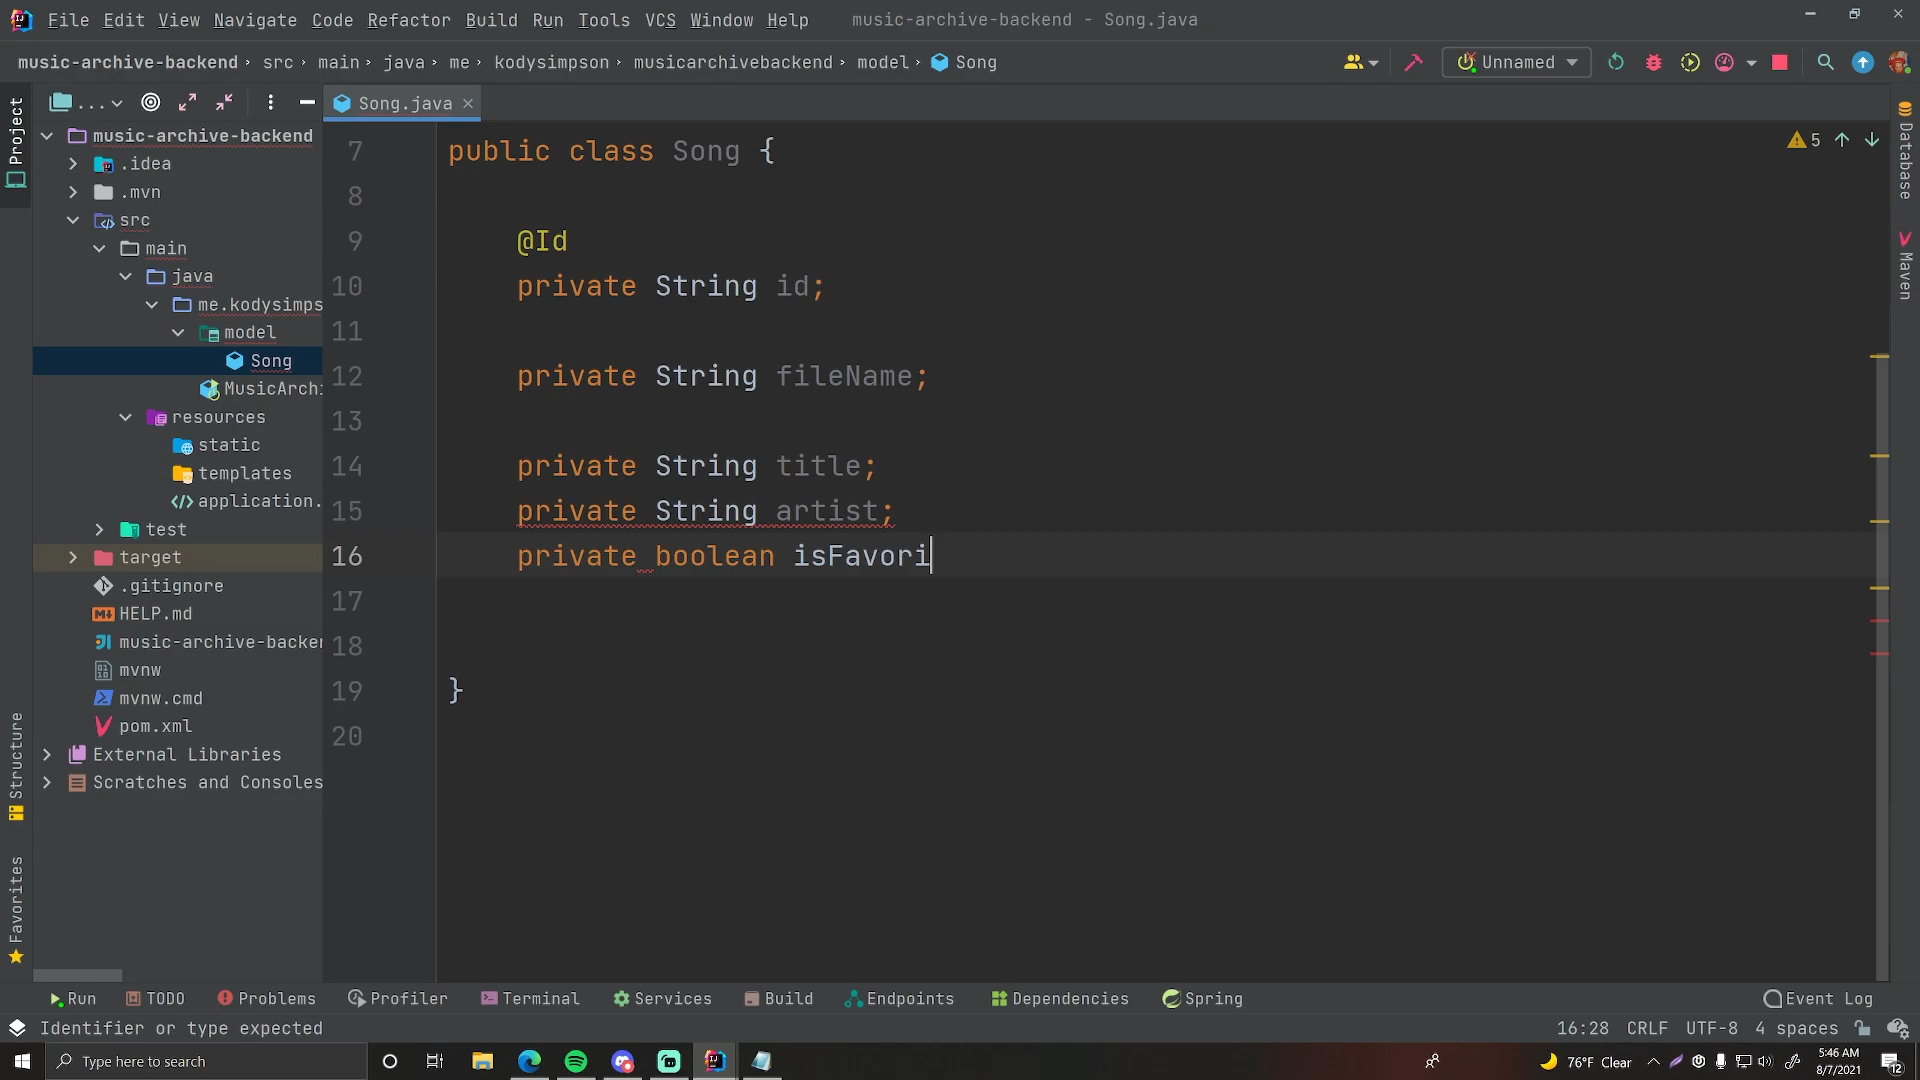 File Edit View Navigate Code Refactor Build Run Tools VCS Window Help music-archive-backend - Song.java
music-archive-backend › src › main › java › me › kodysimpson › musicarchivebackend › model › Song
Unnamed
Project
...
Song.java
music-archive-backend
.idea
.mvn
src
main
java
me.kodysimps
model
Song
MusicArchi
resources
static
templates
application.
test
target
.gitignore
HELP.md
music-archive-backen
mvnw
mvnw.cmd
pom.xml
External Libraries
Scratches and Consoles
Structure
Favorites
7 public class Song {
8
9 @Id
10 private String id;
11
12 private String fileName;
13
14 private String title;
15 private String artist;
16 private boolean isFavori
17
18
19 }
20
5
Database
Maven
Run TODO Problems Profiler Terminal Services Build Endpoints Dependencies Spring Event Log
Identifier or type expected 16:28 CRLF UTF-8 4 spaces
Type here to search 76°F Clear 5:46 AM
8/7/2021
12